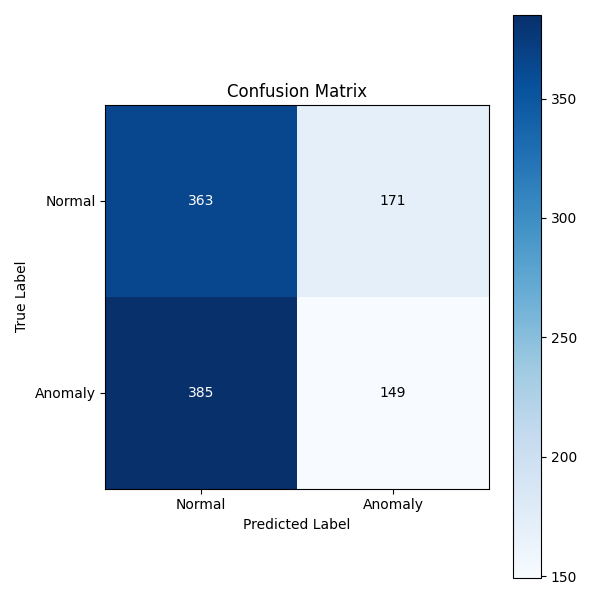 Confusion Matrix
350
Normal
363
171
300
True Label
250
Anomaly
385
149
200
Normal
Anomaly
Predicted Label
150